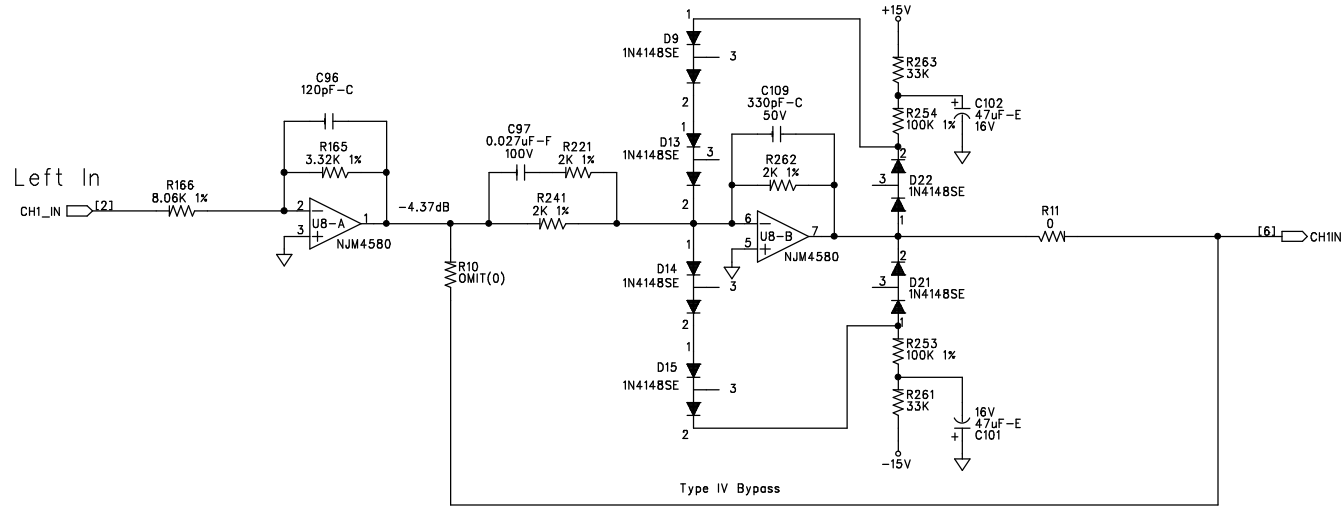 Left In
CH1_IN
[2]
R166
8.06K 1%
C96
120pF-C
R165
3.32K 1%
2
3
1
U8-A
NJM4580
-4.37dB
R10
OMIT(0)
C97
0.027uF-F
100V
R221
2K 1%
R241
2K 1%
1
D9
1N4148SE
3
2
1
D13
1N4148SE
3
2
1
D14
1N4148SE
3
2
1
D15
1N4148SE
3
2
C109
330pF-C
50V
R262
2K 1%
6
5
7
U8-B
NJM4580
+15V
R263
33K
R254
100K 1%
C102
47uF-E
16V
+
2
D22
1N4148SE
3
1
2
D21
1N4148SE
3
1
R253
100K 1%
R261
33K
16V
47uF-E
C101
+
-15V
R11
0
[6]
CH1IN
Type IV Bypass